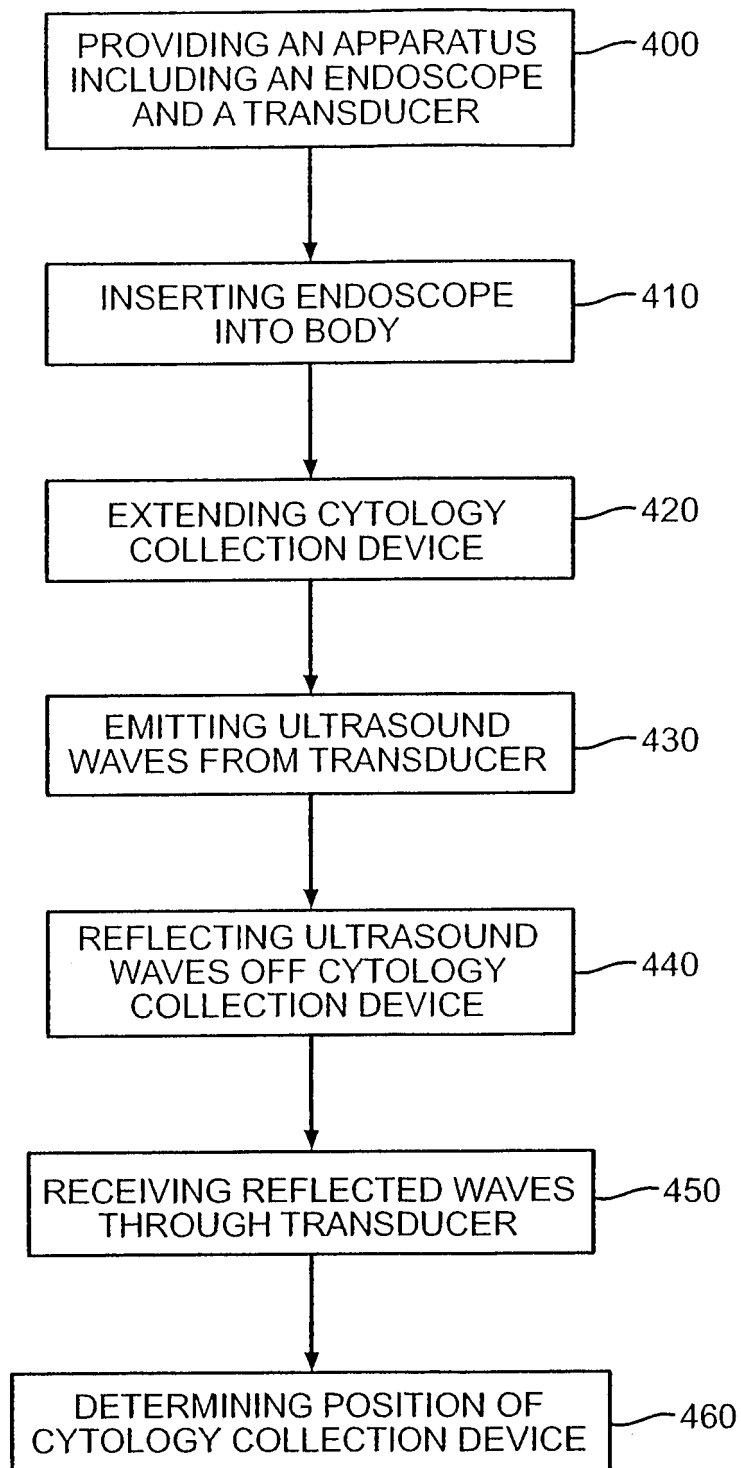 PROVIDING AN APPARATUS
INCLUDING AN ENDOSCOPE
AND A TRANSDUCER
400
INSERTING ENDOSCOPE
INTO BODY
410
EXTENDING CYTOLOGY
COLLECTION DEVICE
420
EMITTING ULTRASOUND
WAVES FROM TRANSDUCER
430
REFLECTING ULTRASOUND
WAVES OFF CYTOLOGY
COLLECTION DEVICE
440
RECEIVING REFLECTED WAVES
THROUGH TRANSDUCER
450
DETERMINING POSITION OF
CYTOLOGY COLLECTION DEVICE
460